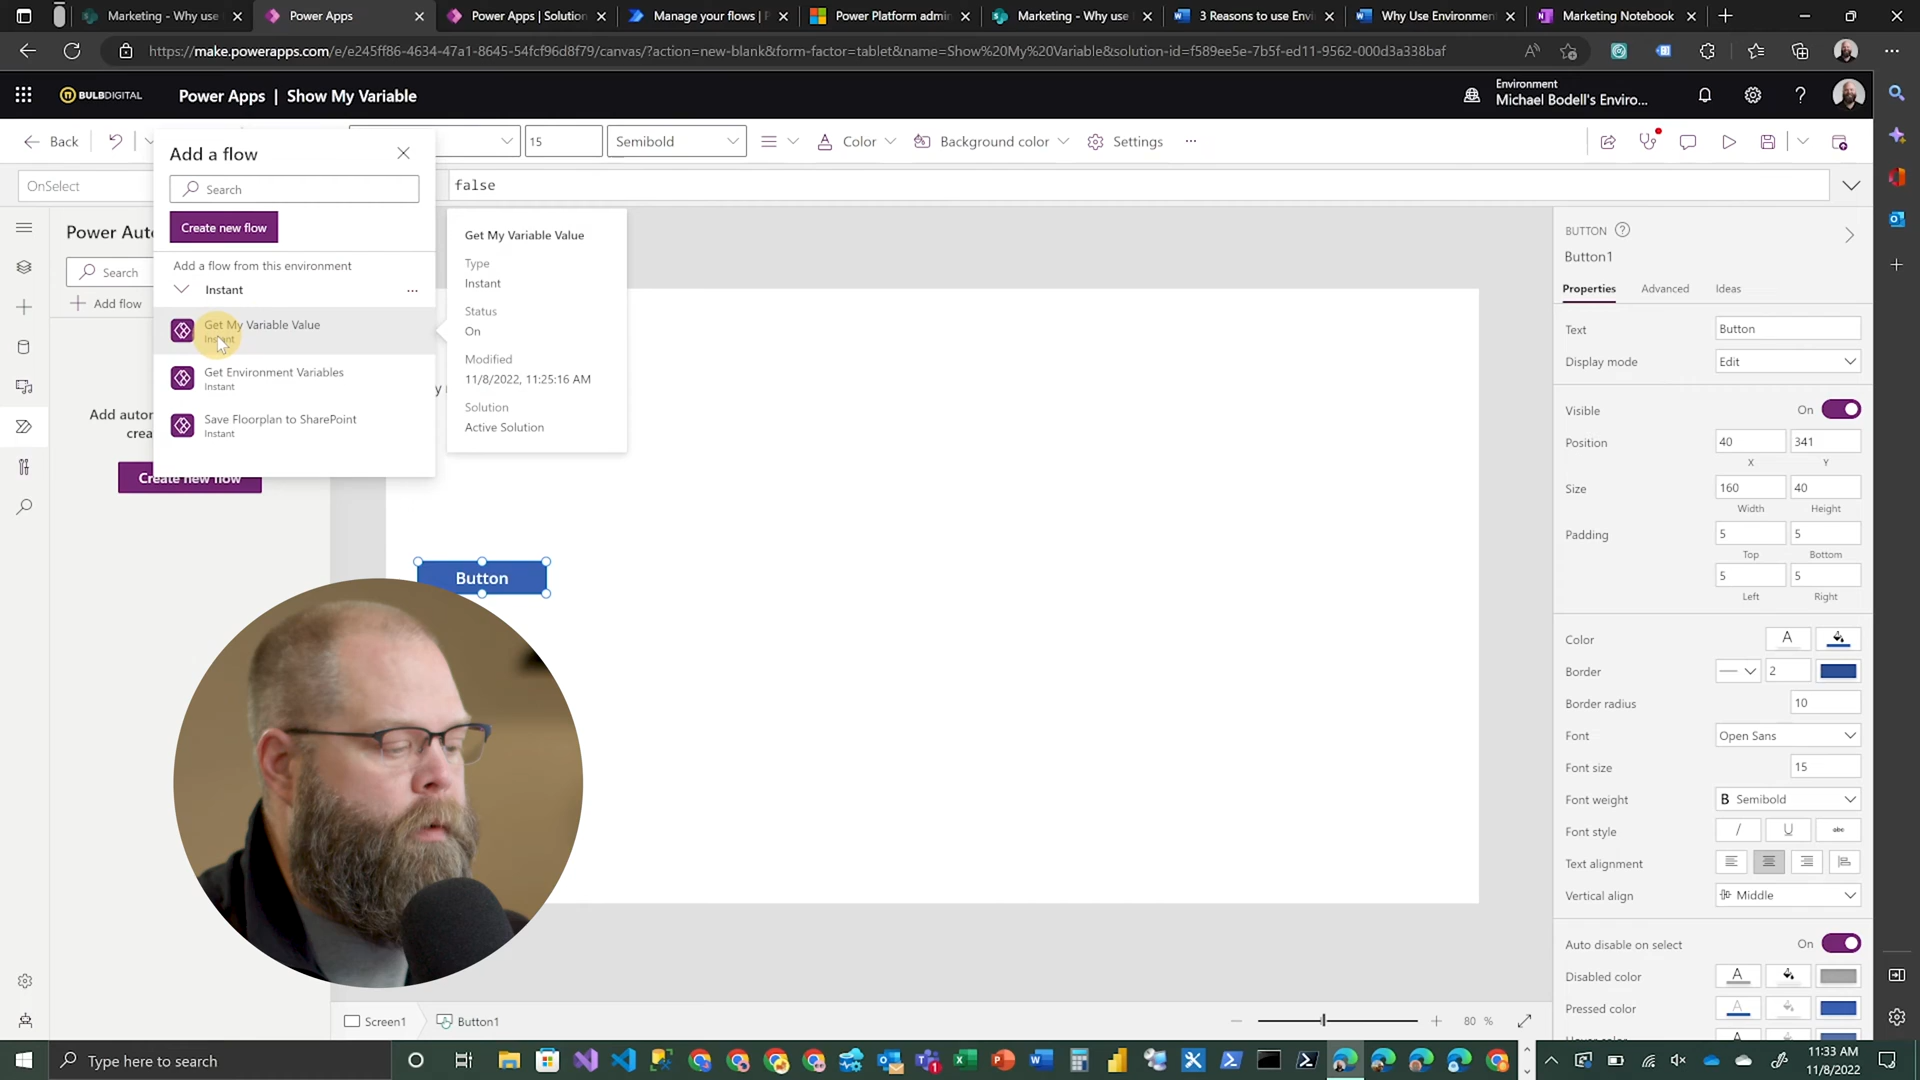 Marketing - Why use
Power Apps
Power Apps | Solution
Manage your flows | P
Power Platform admin
Marketing - Why use
3 Reasons to use Envi
Why Use Environment
Marketing Notebook
https://make.powerapps.com/e/e245ff86-4634-47a1-8645-54fcf96d8f79/canvas/?action=new-blank&form-factor=tablet&name=Show%20My%20Variable&solution-id=f589ee5e-7b5f-ed11-9562-000d3a338baf
BULBDIGITAL
Power Apps | Show My Variable
Environment
Michael Bodell's Enviro...
Back
15
Semibold
Color
Background color
Settings
OnSelect
false
Power Aut
Search
Add flow
Add autor
crea
Create new flow
Add a flow
Search
Create new flow
Add a flow from this environment
Instant
Get My Variable Value
Instant
Get Environment Variables
Instant
Save Floorplan to SharePoint
Instant
Get My Variable Value
Type
Instant
Status
On
Modified
11/8/2022, 11:25:16 AM
Solution
Active Solution
Button
BUTTON
Button1
Properties
Advanced
Ideas
Text
Button
Display mode
Edit
Visible
On
Position
40
341
X
Y
Size
160
40
Width
Height
Padding
5
5
Top
Bottom
5
5
Left
Right
Color
Border
2
Border radius
10
Font
Open Sans
Font size
15
Font weight
B Semibold
Font style
Text alignment
Vertical align
Middle
Auto disable on select
On
Disabled color
Pressed color
Screen1
Button1
80 %
Type here to search
11:33 AM
11/8/2022